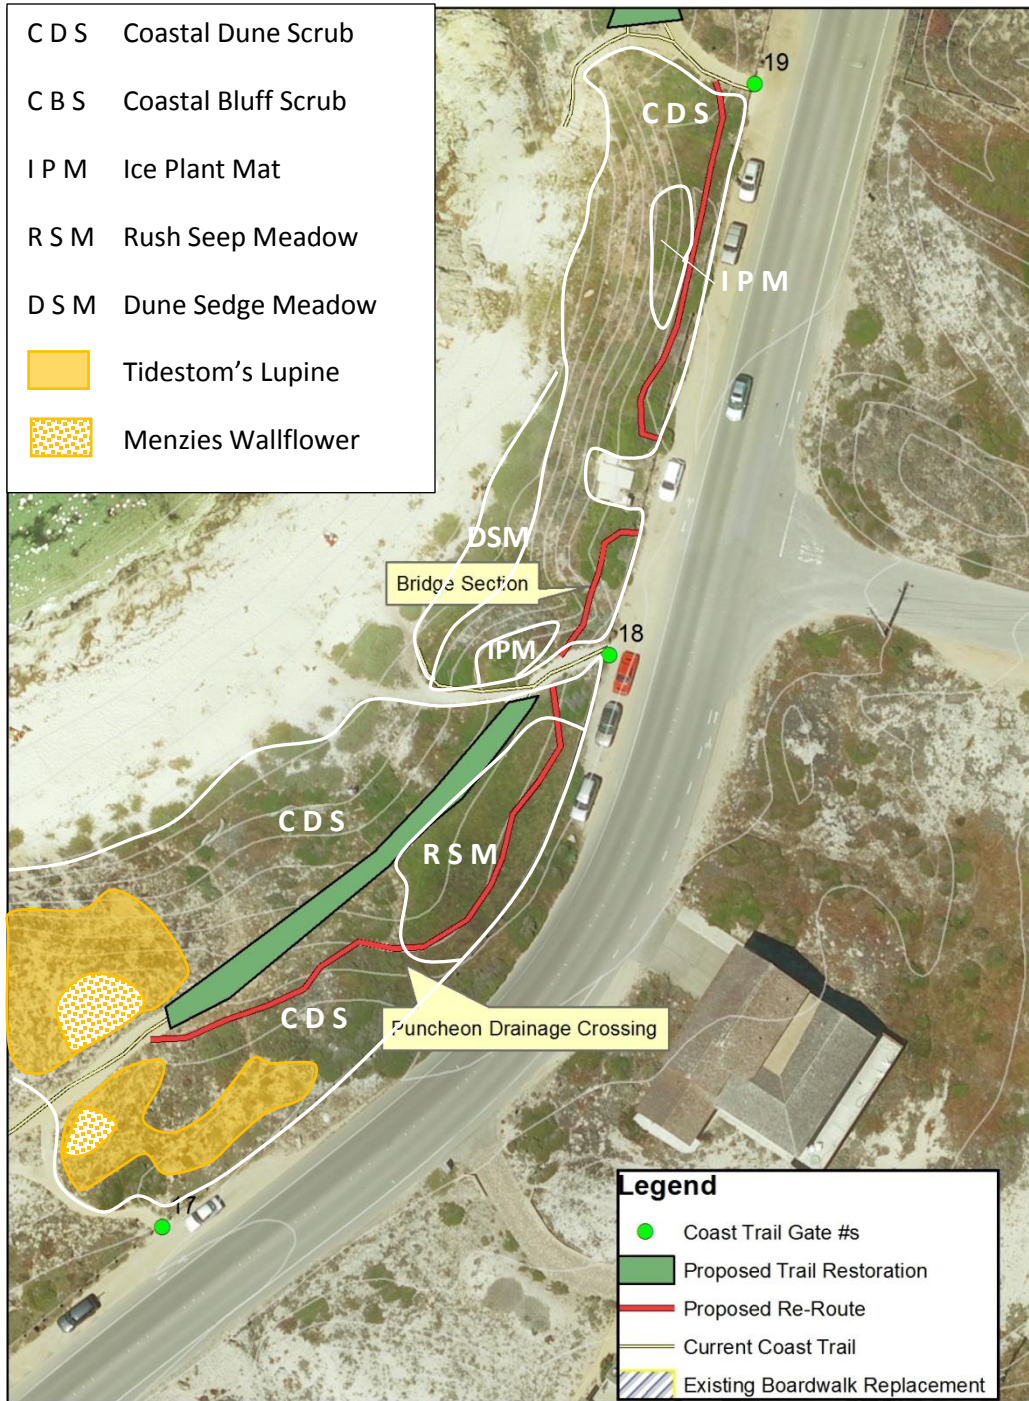 C D S Coastal Dune Scrub
C B S Coastal Bluff Scrub
I P M Ice Plant Mat
R S M Rush Seep Meadow
D S M Dune Sedge Meadow
Tidestom's Lupine
Menzies Wallflower
19
C D S
I P M
DSM
Bridge Section
18
IPM
C D S
R S M
C D S
Puncheon Drainage Crossing
17
Legend
Coast Trail Gate #s
Proposed Trail Restoration
Proposed Re-Route
Current Coast Trail
Existing Boardwalk Replacement